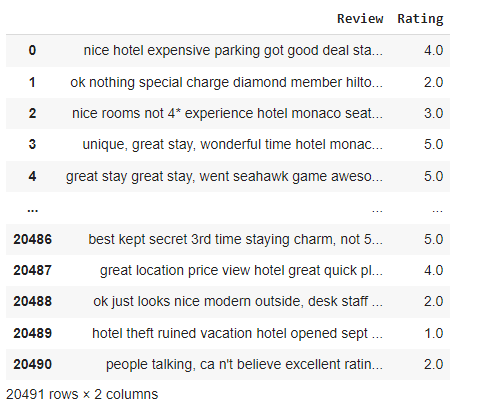 Review Rating
0 nice hotel expensive parking got good deal sta... 4.0
1 ok nothing special charge diamond member hilto... 2.0
2 nice rooms not 4* experience hotel monaco seat... 3.0
3 unique, great stay, wonderful time hotel monac... 5.0
4 great stay great stay, went seahawk game aweso... 5.0
... ... ...
20486 best kept secret 3rd time staying charm, not 5... 5.0
20487 great location price view hotel great quick pl... 4.0
20488 ok just looks nice modern outside, desk staff ... 2.0
20489 hotel theft ruined vacation hotel opened sept ... 1.0
20490 people talking, ca n't believe excellent ratin... 2.0
20491 rows × 2 columns